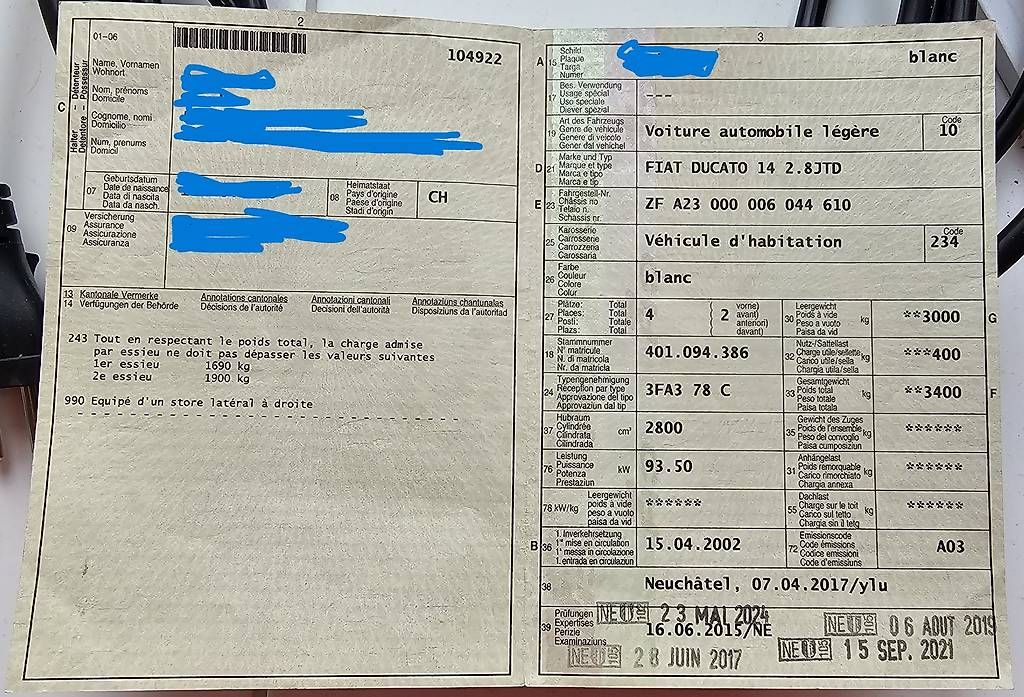 2
01-06
104922
C
Halter – Détenteur
Detentore – Possessur
Name, Vornamen
Wohnort
Nom, prénoms
Domicile
Cognome, nomi
Domicilio
Num, prenums
Domicil
07
Geburtsdatum
Date de naissance
Data di nascita
Data da nasch.
08
Heimatstaat
Pays d'origine
Paese d'origine
Stadi d'origin
CH
09
Versicherung
Assurance
Assicurazione
Assicuranza
13 Kantonale Vermerke Annotations cantonales Annotazioni cantonali Annotaziuns chantunalas
14 Verfügungen der Behörde Décisions de l'autorité Decisioni dell'autorità Disposiziuns da l'autoritad
243 Tout en respectant le poids total, la charge admise
par essieu ne doit pas dépasser les valeurs suivantes
1er essieu 1690 kg
2e essieu 1900 kg
990 Equipé d'un store latéral à droite
3
A 15
Schild
Plaque
Targa
Numer
blanc
17
Bes. Verwendung
Usage spécial
Uso speciale
Diever spezial
---
19
Art des Fahrzeugs
Genre de véhicule
Genere di veicolo
Gener dal vehichel
Voiture automobile légère
Code
10
D 21
Marke und Typ
Marque et type
Marca e tipo
Marca e tip
FIAT DUCATO 14 2.8JTD
E 23
Fahrgestell-Nr.
Châssis no
Telaio n.
Schassis nr.
ZF A23 000 006 044 610
25
Karosserie
Carrosserie
Carrozzeria
Carossaria
Véhicule d'habitation
Code
234
26
Farbe
Couleur
Colore
Colur
blanc
27
Plätze: Total
Places: Total
Posti: Totale
Plazs: Total
4
2
vorne)
avant)
anteriori)
davant)
30
Leergewicht
Poids à vide
Peso a vuoto
Paisa da vid
kg
**3000
G
18
Stammnummer
N° matricule
N. di matricola
Nr. da matricla
401.094.386
32
Nutz-/Sattellast
Charge utile/sellette
Carico utile/sella
Chargia utila/sella
kg
***400
24
Typengenehmigung
Réception par type
Approvazione del tipo
Approvaziun dal tip
3FA3 78 C
33
Gesamtgewicht
Poids total
Peso totale
Paisa totala
kg
**3400
F
37
Hubraum
Cylindrée
Cilindrata
Cilindrada
cm³
2800
35
Gewicht des Zuges
Poids de l'ensemble
Peso del convoglio
Paisa cumposiziun
kg
******
76
Leistung
Puissance
Potenza
Prestaziun
kW
93.50
31
Anhängelast
Poids remorquable
Carico rimorchiato
Chargia annexa
kg
******
78 kW/kg
Leergewicht
poids à vide
peso a vuoto
paisa da vid
******
55
Dachlast
Charge sur le toit
Carico sul tetto
Chargia sin il tetg
kg
******
B 36
1. Inverkehrsetzung
1re mise en circulation
1a messa in circolazione
1. entrada en circulaziun
15.04.2002
72
Emissionscode
Code émissions
Codice emissioni
Code d'emissiuns
A03
38
Neuchâtel, 07.04.2017/ylu
39
Prüfungen
Expertises
Perizie
Examinaziuns
NE 105 23 MAI 2024
16.06.2015/NE
NE 105 06 AOUT 2019
NE 105 28 JUIN 2017
NE 105 15 SEP. 2021